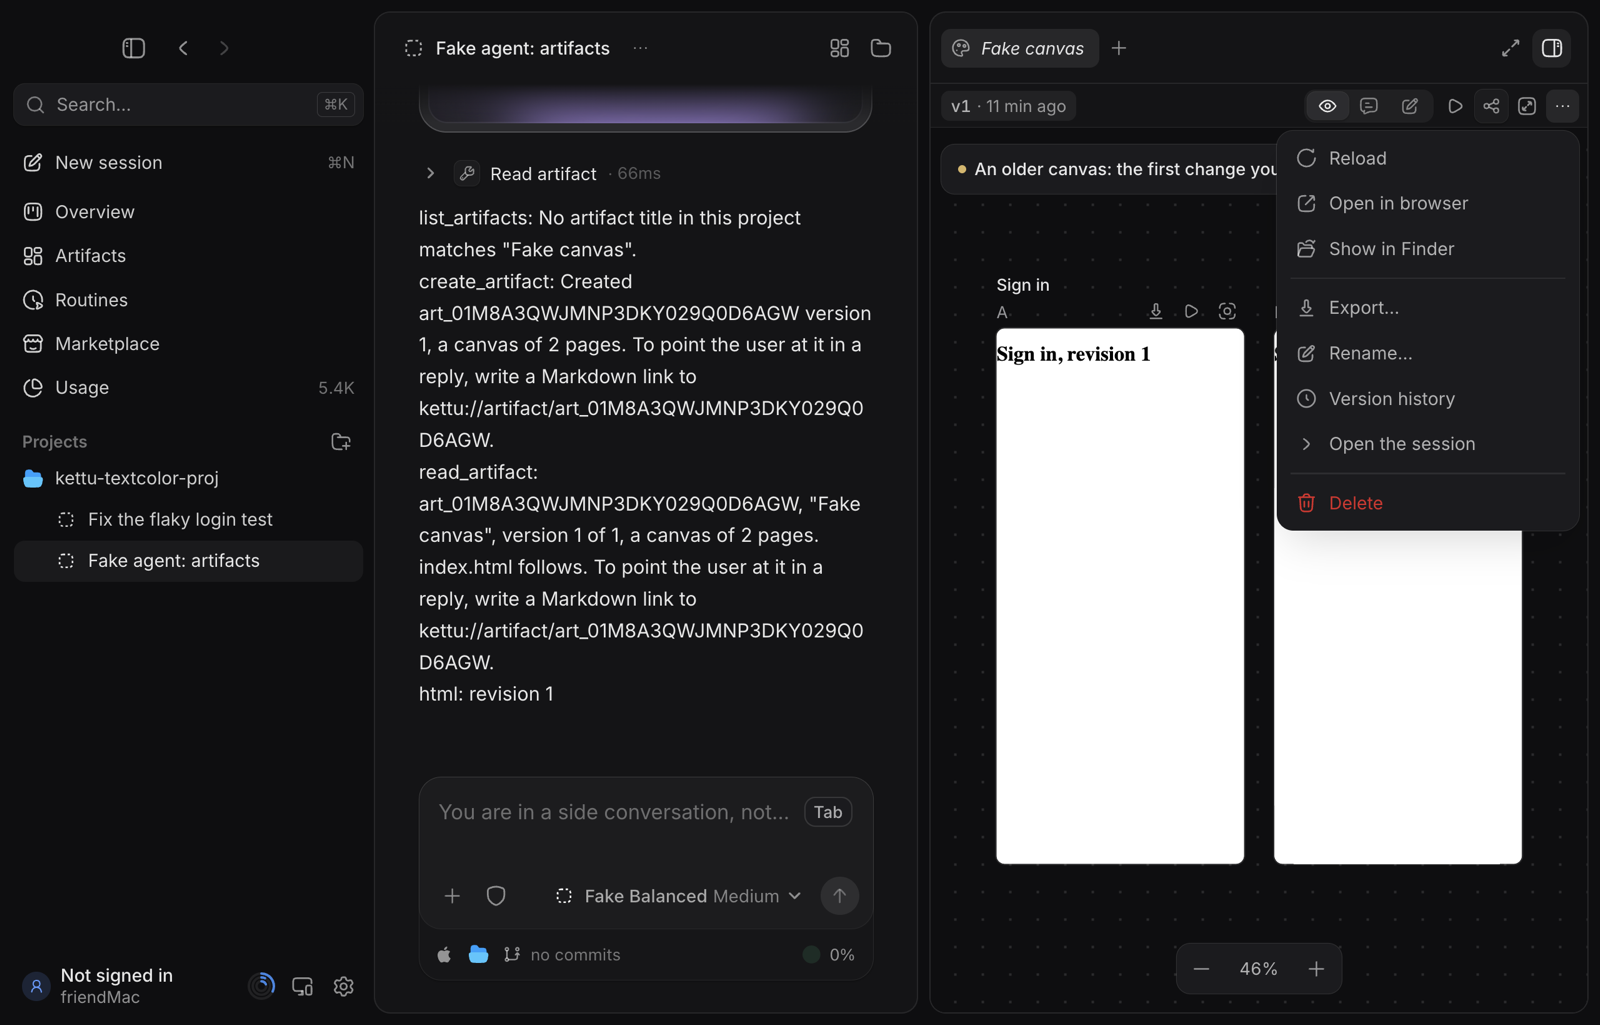 Search...
⌘K
New session
⌘N
Overview
Artifacts
Routines
Marketplace
Usage
5.4K
Projects
kettu-textcolor-proj
Fix the flaky login test
Fake agent: artifacts
Not signed in
friendMac
Fake agent: artifacts
Read artifact · 66ms
list_artifacts: No artifact title in this project
matches "Fake canvas".
create_artifact: Created
art_01M8A3QWJMNP3DKY029Q0D6AGW version
1, a canvas of 2 pages. To point the user at it in a
reply, write a Markdown link to
kettu://artifact/art_01M8A3QWJMNP3DKY029Q0
D6AGW.
read_artifact:
art_01M8A3QWJMNP3DKY029Q0D6AGW, "Fake
canvas", version 1 of 1, a canvas of 2 pages.
index.html follows. To point the user at it in a
reply, write a Markdown link to
kettu://artifact/art_01M8A3QWJMNP3DKY029Q0
D6AGW.
html: revision 1
You are in a side conversation, not...
Tab
Fake Balanced Medium
no commits
0%
Fake canvas
v1 · 11 min ago
An older canvas: the first change you
Sign in
A
Sign in, revision 1
Reload
Open in browser
Show in Finder
Export...
Rename...
Version history
Open the session
Delete
46%